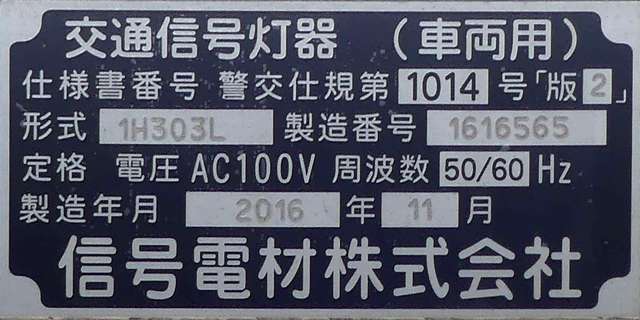 交通信号灯器 （車両用）
仕様書番号 警交仕規第 1014 号「版 2」
形式 1H303L 製造番号 1616565
定格 電圧 AC100V 周波数 50/60 Hz
製造年月 2016 年 11 月
信号電材株式会社